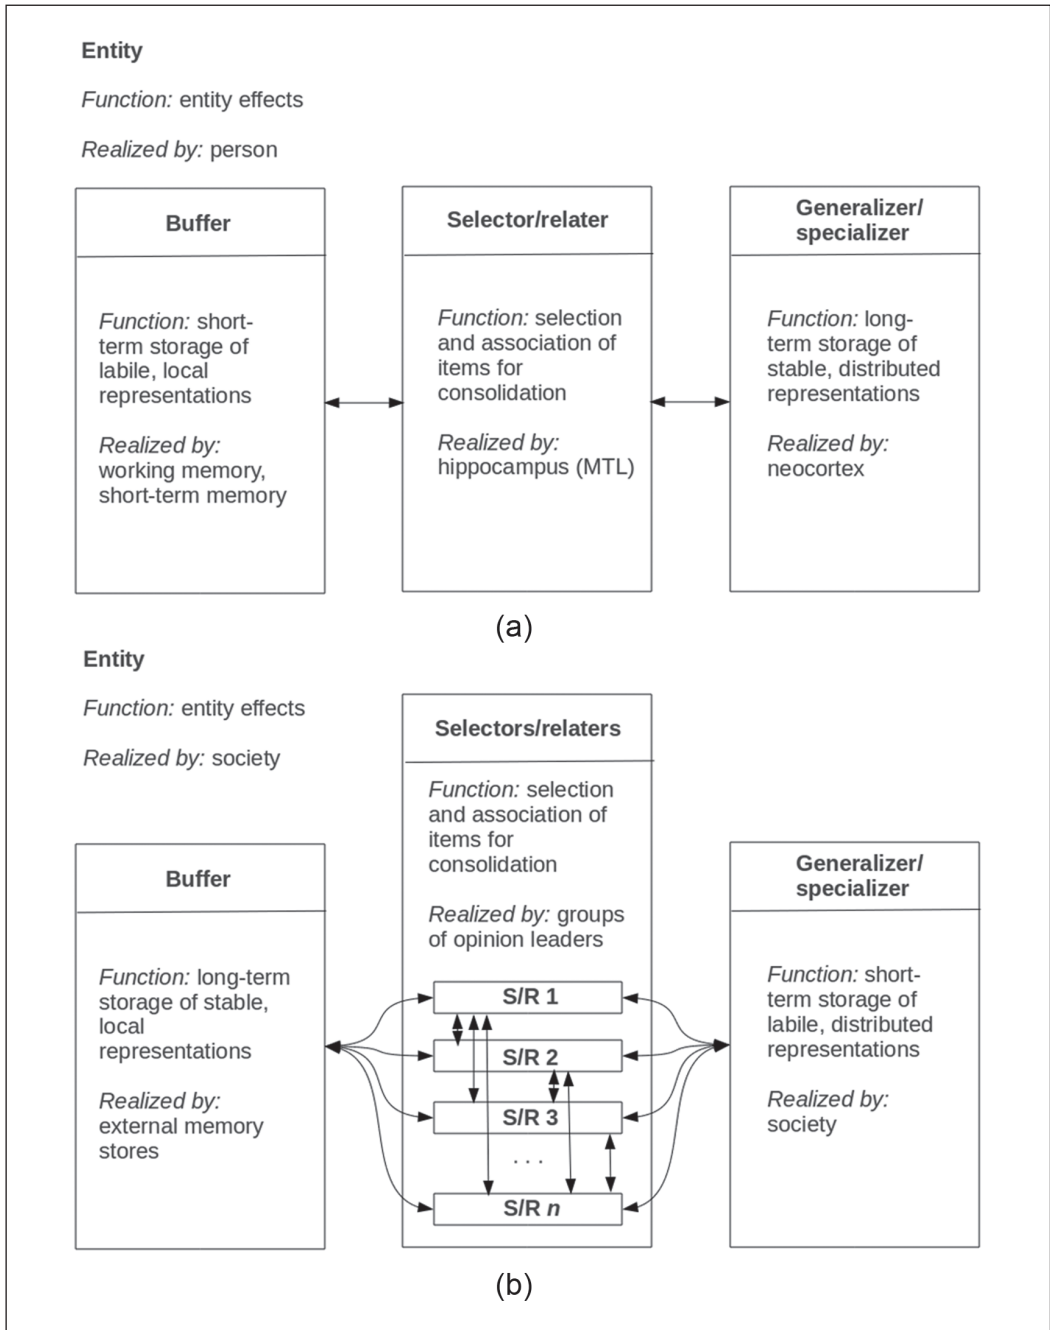 Entity
Function: entity effects
Realized by: person
Buffer
Function: short-
term storage of
labile, local
representations
Realized by:
working memory,
short-term memory
Selector/relater
Function: selection
and association of
items for
consolidation
Realized by:
hippocampus (MTL)
Generalizer/
specializer
Function: long-
term storage of
stable, distributed
representations
Realized by:
neocortex
(a)
Entity
Function: entity effects
Realized by: society
Buffer
Function: long-term
storage of stable,
local
representations
Realized by:
external memory
stores
Selectors/relaters
Function: selection
and association of
items for
consolidation
Realized by: groups
of opinion leaders
S/R 1
S/R 2
S/R 3
. . .
S/R n
Generalizer/
specializer
Function: short-
term storage of
labile, distributed
representations
Realized by:
society
(b)